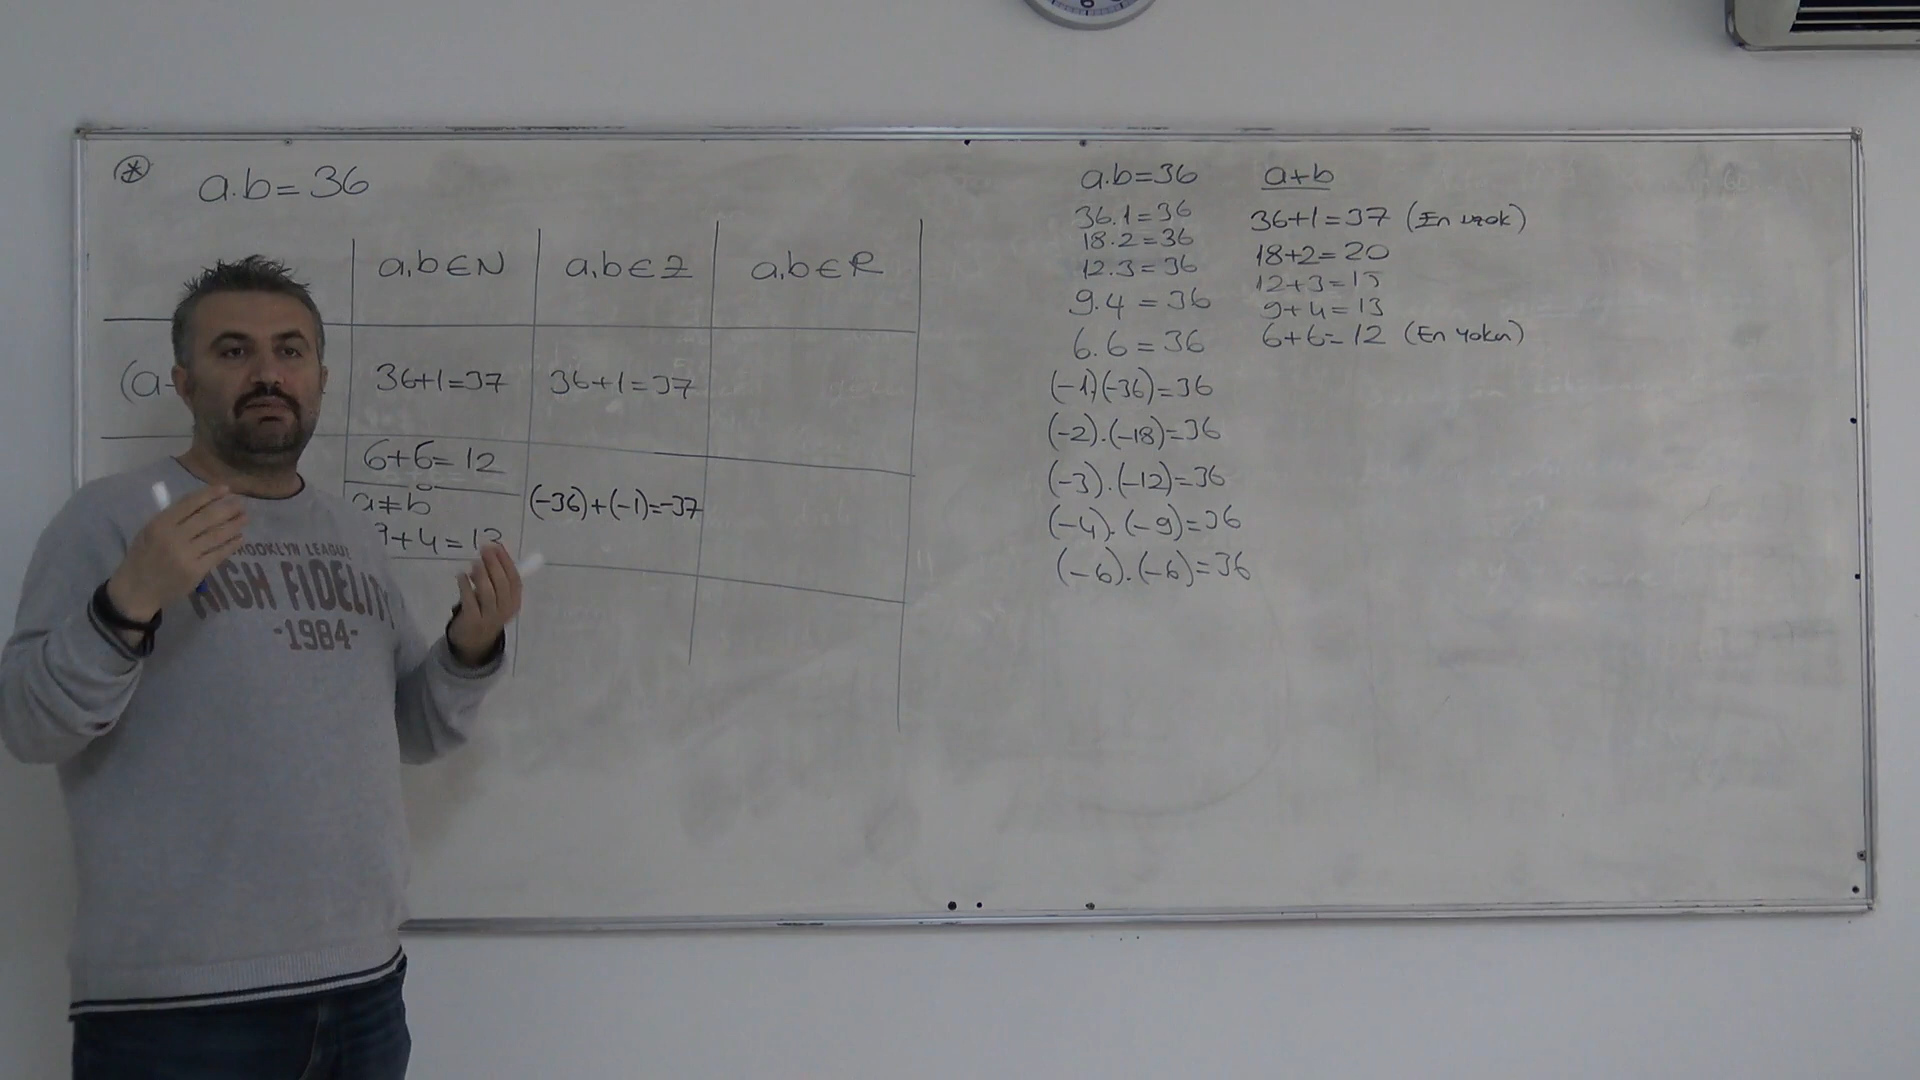 a.b=36
a,b∈N a,b∈Z a,b∈R
(a 36+1=37 36+1=37
6+6=12
a≠b
(-36)+(-1)=-37
+4=13
a.b=36 a+b
36.1=36 36+1=37 (En uzak)
18.2=36 18+2=20
12.3=36 12+3=15
9.4=36 9+4=13
6.6=36 6+6=12 (En yakın)
(-1)(-36)=36
(-2).(-18)=36
(-3).(-12)=36
(-4).(-9)=36
(-6).(-6)=36
BROOKLYN LEAGUE
HIGH FIDELITY
-1984-